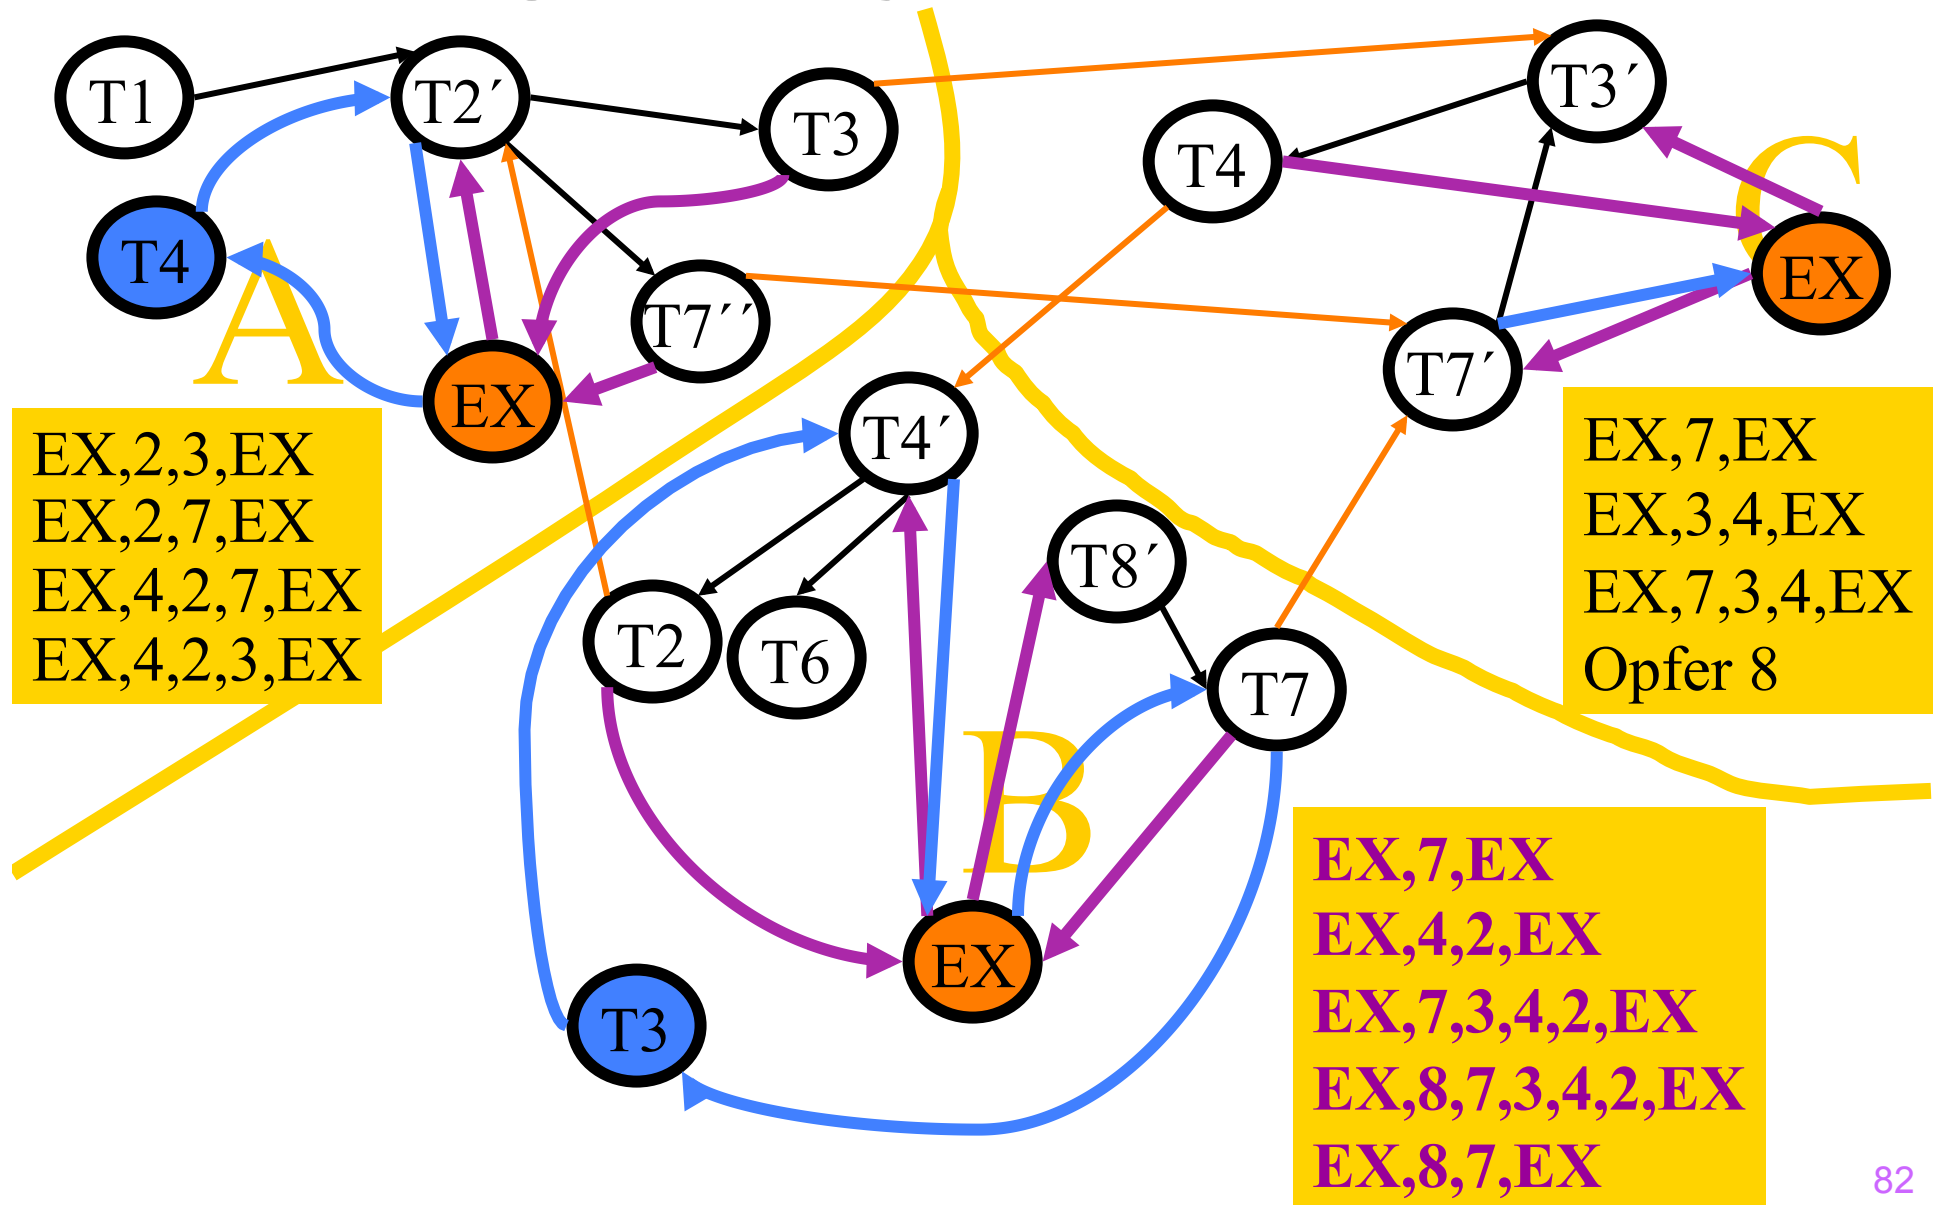 T1
T2´
T3
T3´
T4
T4
A
C
EX
T7´´
EX
T7´
T4´
EX,2,3,EX
EX,2,7,EX
EX,4,2,7,EX
EX,4,2,3,EX
EX,7,EX
EX,3,4,EX
EX,7,3,4,EX
Opfer 8
T8´
T2
T6
T7
B
EX
T3
EX,7,EX
EX,4,2,EX
EX,7,3,4,2,EX
EX,8,7,3,4,2,EX
EX,8,7,EX
82